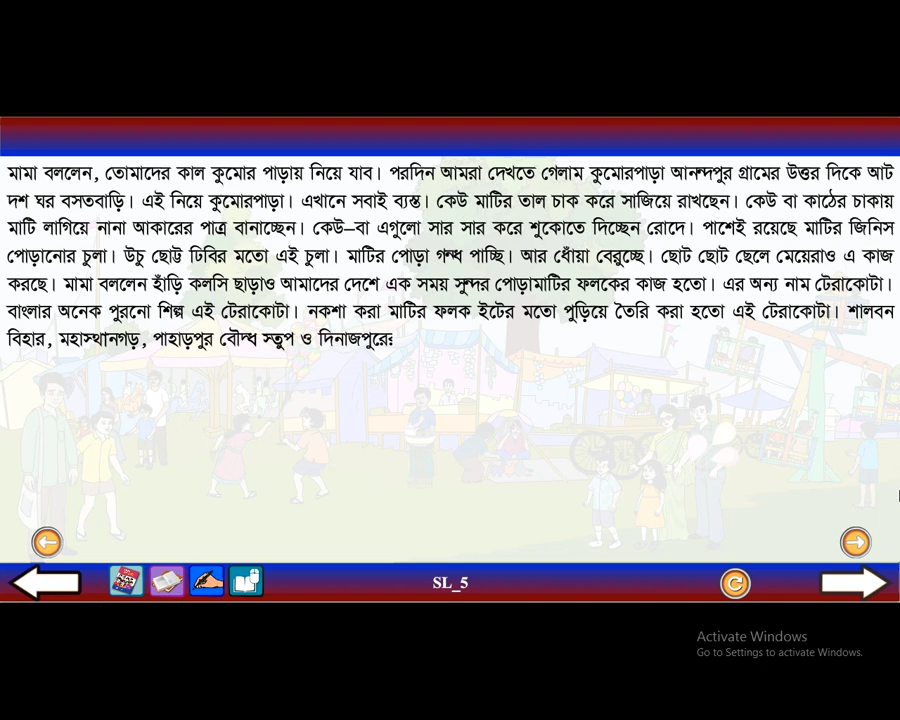 মামা বললেন, তোমাদের কাল কুমোর পাড়ায় নিয়ে যাব। পরদিন আমরা দেখতে গেলাম কুমোরপাড়া আনন্দপুর গ্রামের উত্তর দিকে আট
দশ ঘর বসতবাড়ি। এই নিয়ে কুমোরপাড়া। এখানে সবাই ব্যস্ত। কেউ মাটির তাল চাক করে সাজিয়ে রাখছেন। কেউ বা কাঠের চাকায়
মাটি লাগিয়ে নানা আকারের পাত্র বানাচ্ছেন। কেউ–বা এগুলো সার সার করে শুকোতে দিচ্ছেন রোদে। পাশেই রয়েছে মাটির জিনিস
পোড়ানোর চুলা। উচু ছোট্ট ঢিবির মতো এই চুলা। মাটির পোড়া গন্ধ পাচ্ছি। আর ধোঁয়া বেরুচ্ছে। ছোট ছোট ছেলে মেয়েরাও এ কাজ
করছে। মামা বললেন হাঁড়ি কলসি ছাড়াও আমাদের দেশে এক সময় সুন্দর পোড়ামাটির ফলকের কাজ হতো। এর অন্য নাম টেরাকোটা।
বাংলার অনেক পুরনো শিল্প এই টেরাকোটা। নকশা করা মাটির ফলক ইটের মতো পুড়িয়ে তৈরি করা হতো এই টেরাকোটা। শালবন
বিহার, মহাস্থানগড়, পাহাড়পুর বৌদ্ধ স্তুপ ও দিনাজপুরের
SL_5
Activate Windows
Go to Settings to activate Windows.